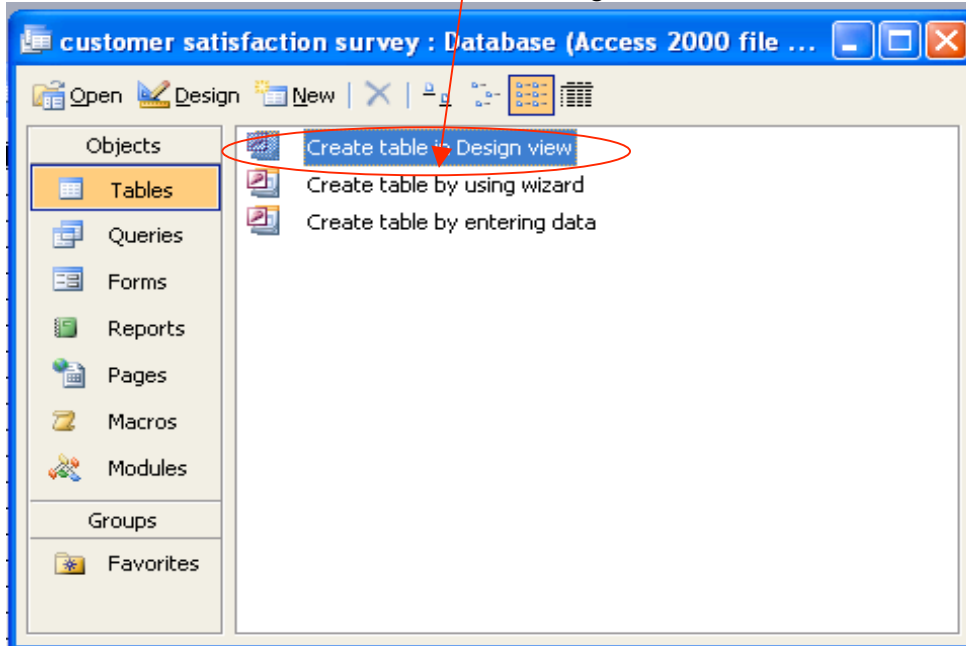 customer satisfaction survey : Database (Access 2000 file ...
Open Design New
Objects
Tables
Queries
Forms
Reports
Pages
Macros
Modules
Groups
Favorites
Create table in Design view
Create table by using wizard
Create table by entering data